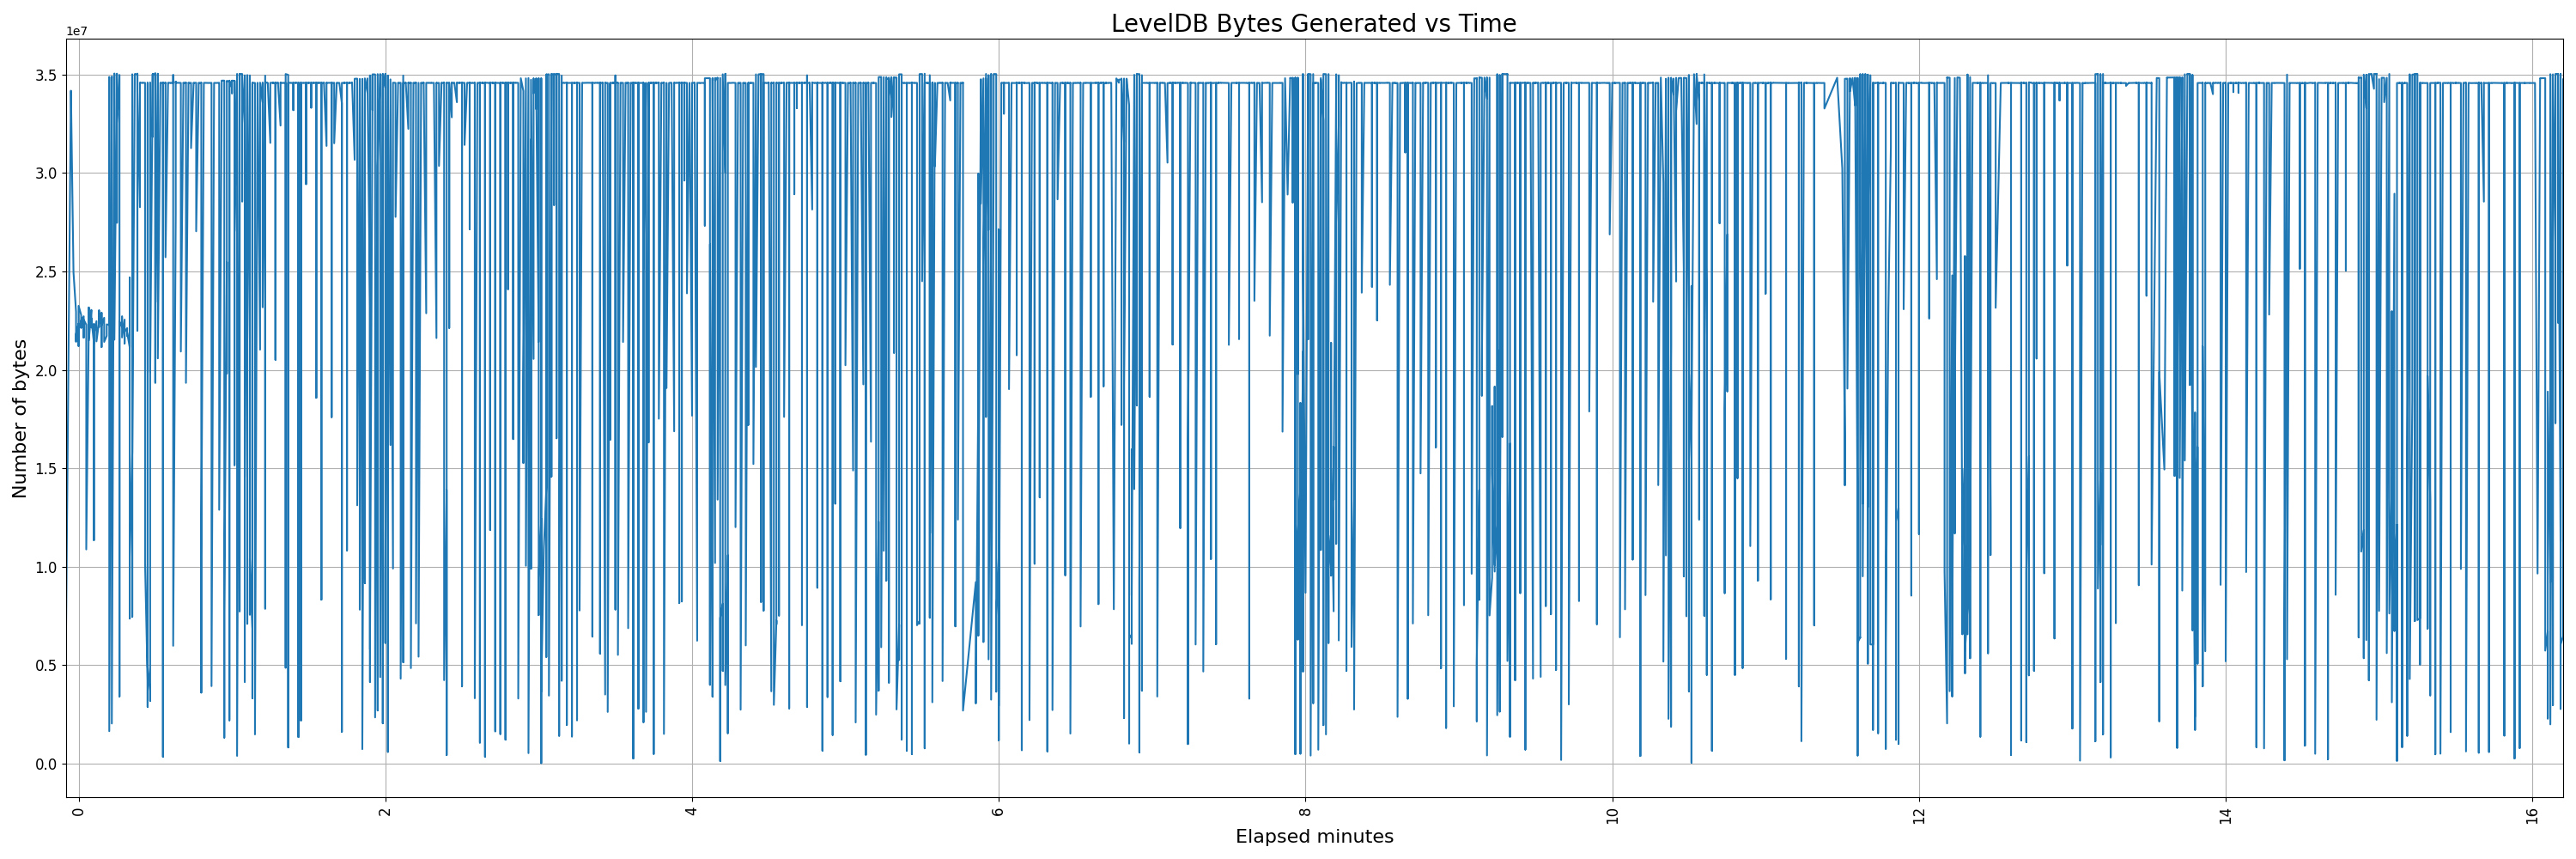 LevelDB Bytes Generated vs Time
1e7
3.5
3.0
2.5
2.0
1.5
1.0
0.5
0.0
Number of bytes
0 2 4 6 8 10 12 14 16
Elapsed minutes